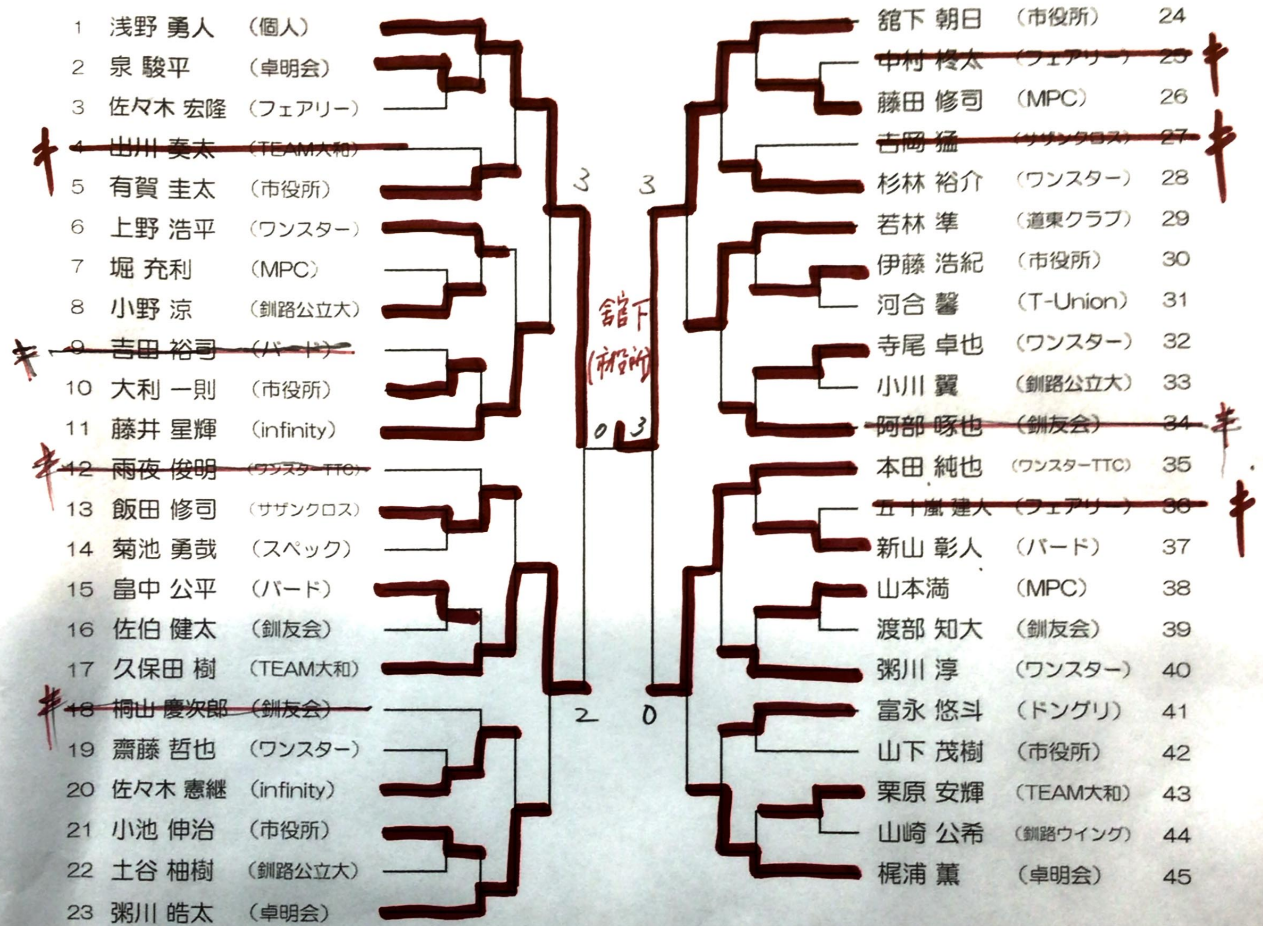 1 浅野 勇人 (個人)
2 泉 駿平 (卓明会)
3 佐々木 宏隆 (フェアリー)
キ 4 山川 奏太 (TEAM大和)
5 有賀 圭太 (市役所)
6 上野 浩平 (ワンスター)
7 堀 充利 (MPC)
8 小野 涼 (釧路公立大)
キ 9 吉田 裕司 (バード)
10 大利 一則 (市役所)
11 藤井 星輝 (infinity)
キ 12 雨夜 俊明 (ワンスターTTC)
13 飯田 修司 (サザンクロス)
14 菊池 勇哉 (スペック)
15 畠中 公平 (バード)
16 佐伯 健太 (釧友会)
17 久保田 樹 (TEAM大和)
キ 18 桐山 慶次郎 (釧友会)
19 齋藤 哲也 (ワンスター)
20 佐々木 憲継 (infinity)
21 小池 伸治 (市役所)
22 土谷 柚樹 (釧路公立大)
23 粥川 皓太 (卓明会)
3 3
舘下
(市役所)
0 3
2 0
舘下 朝日 (市役所) 24
中村 柊太 (フェアリー) 25 キ
藤田 修司 (MPC) 26
吉岡 猛 (サザンクロス) 27 キ
杉林 裕介 (ワンスター) 28
若林 準 (道東クラブ) 29
伊藤 浩紀 (市役所) 30
河合 馨 (T-Union) 31
寺尾 卓也 (ワンスター) 32
小川 翼 (釧路公立大) 33
阿部 啄也 (釧友会) 34 キ
本田 純也 (ワンスターTTC) 35
五十嵐 建人 (フェアリー) 36 キ
新山 彰人 (バード) 37
山本満 (MPC) 38
渡部 知大 (釧友会) 39
粥川 淳 (ワンスター) 40
富永 悠斗 (ドングリ) 41
山下 茂樹 (市役所) 42
栗原 安輝 (TEAM大和) 43
山崎 公希 (釧路ウイング) 44
梶浦 薫 (卓明会) 45